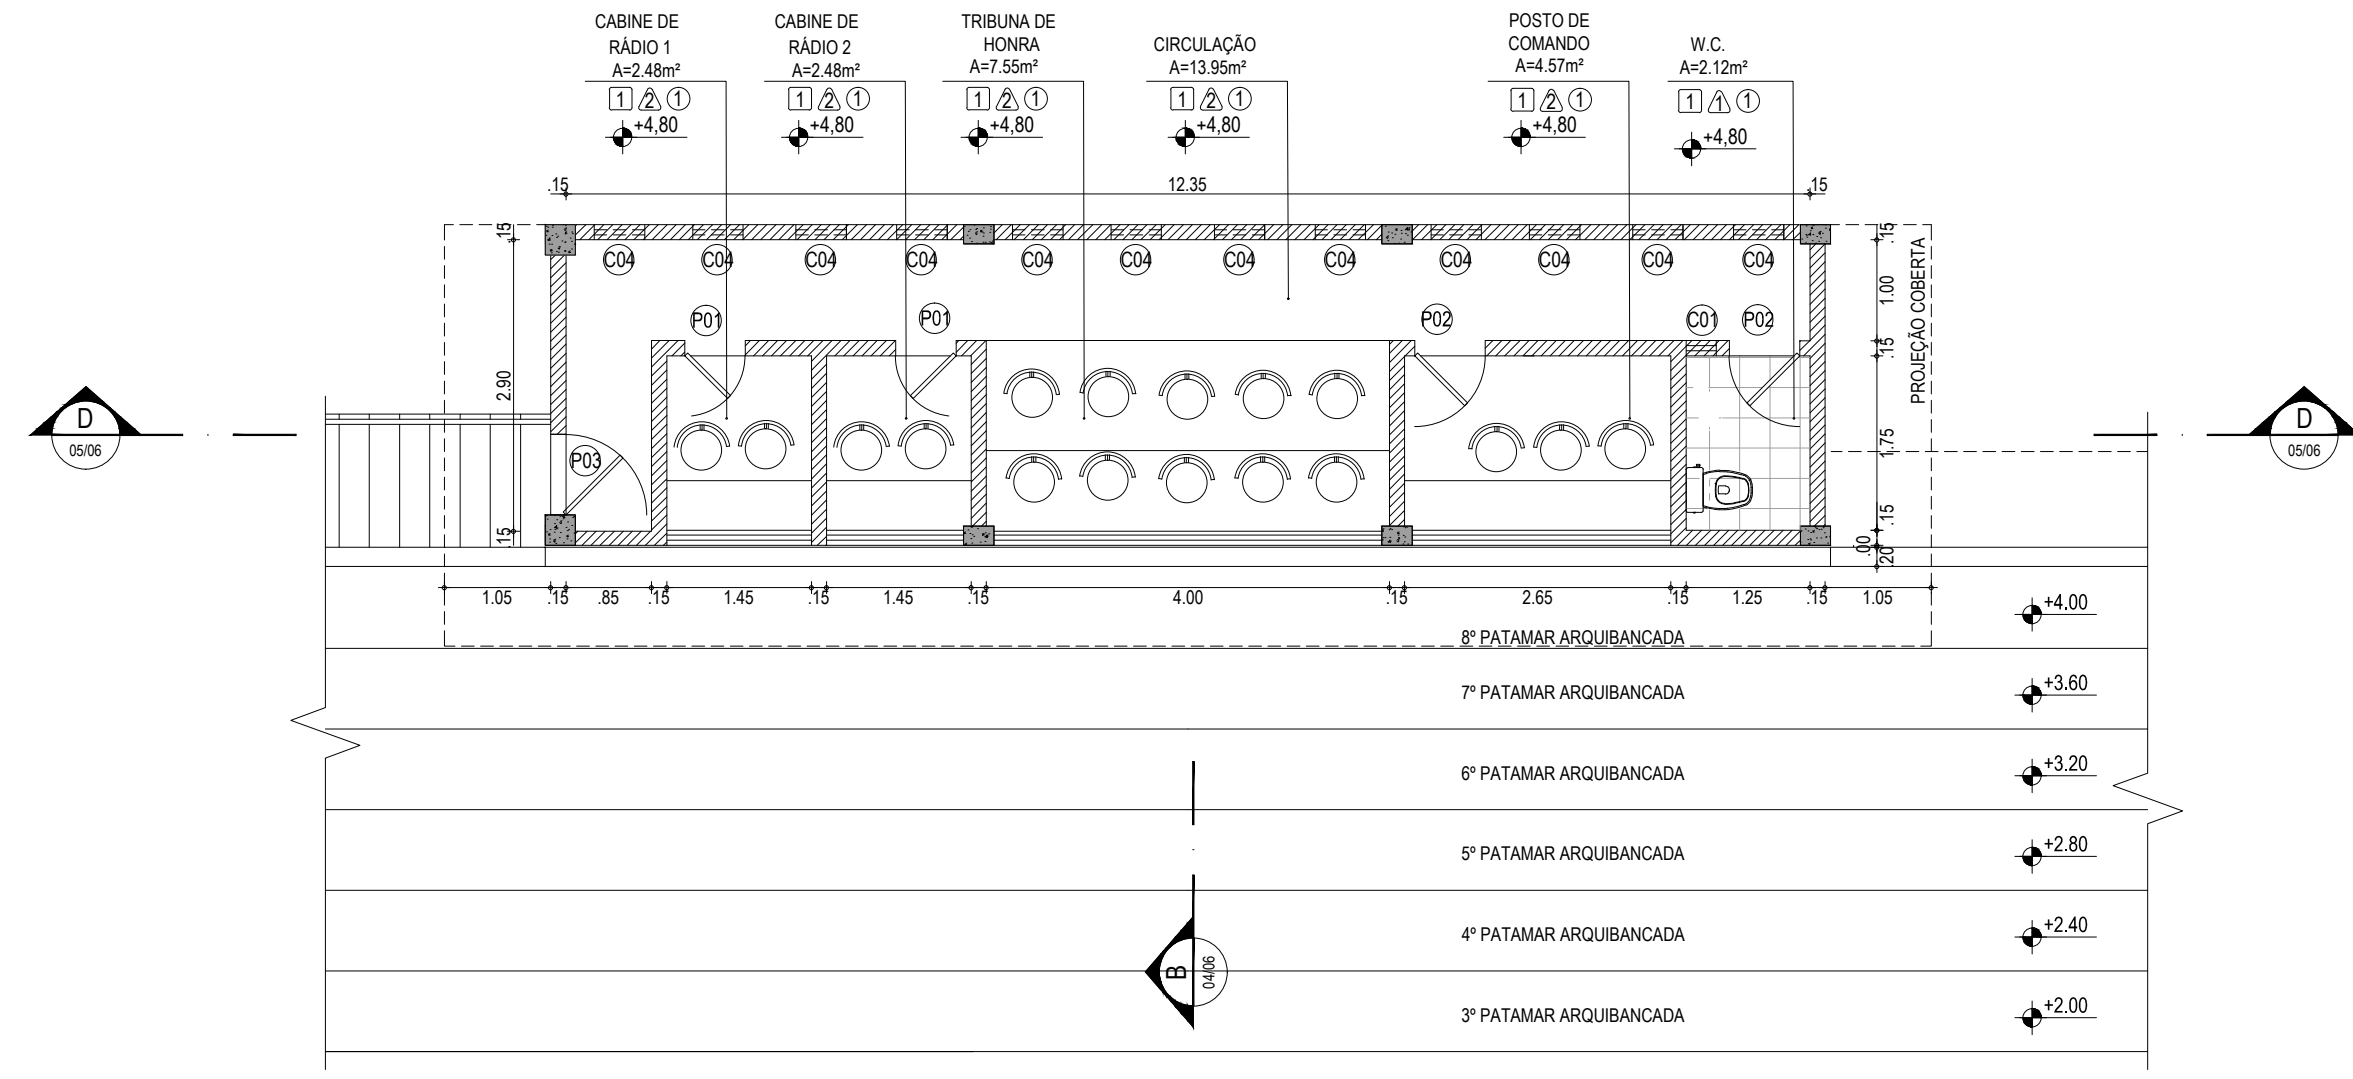 CABINE DE
RÁDIO 1
A=2.48m²
1 2 1
+4,80
CABINE DE
RÁDIO 2
A=2.48m²
1 2 1
+4,80
TRIBUNA DE
HONRA
A=7.55m²
1 2 1
+4,80
CIRCULAÇÃO
A=13.95m²
1 2 1
+4,80
POSTO DE
COMANDO
A=4.57m²
1 2 1
+4,80
W.C.
A=2.12m²
1 1 1
+4,80
.15 12.35 .15
.15
2.90
.15
C04 C04 C04 C04 C04 C04 C04 C04 C04 C04 C04 C04
P01 P01 P02 C01 P02
P03
.15
1.00
.15
1.75
.15
.00
.20
PROJEÇÃO COBERTA
D
05/06
D
05/06
1.05 .15 .85 .15 1.45 .15 1.45 .15 4.00 .15 2.65 .15 1.25 .15 1.05
+4.00
8º PATAMAR ARQUIBANCADA
7º PATAMAR ARQUIBANCADA
+3.60
6º PATAMAR ARQUIBANCADA
+3.20
5º PATAMAR ARQUIBANCADA
+2.80
4º PATAMAR ARQUIBANCADA
+2.40
B
04/06
3º PATAMAR ARQUIBANCADA
+2.00